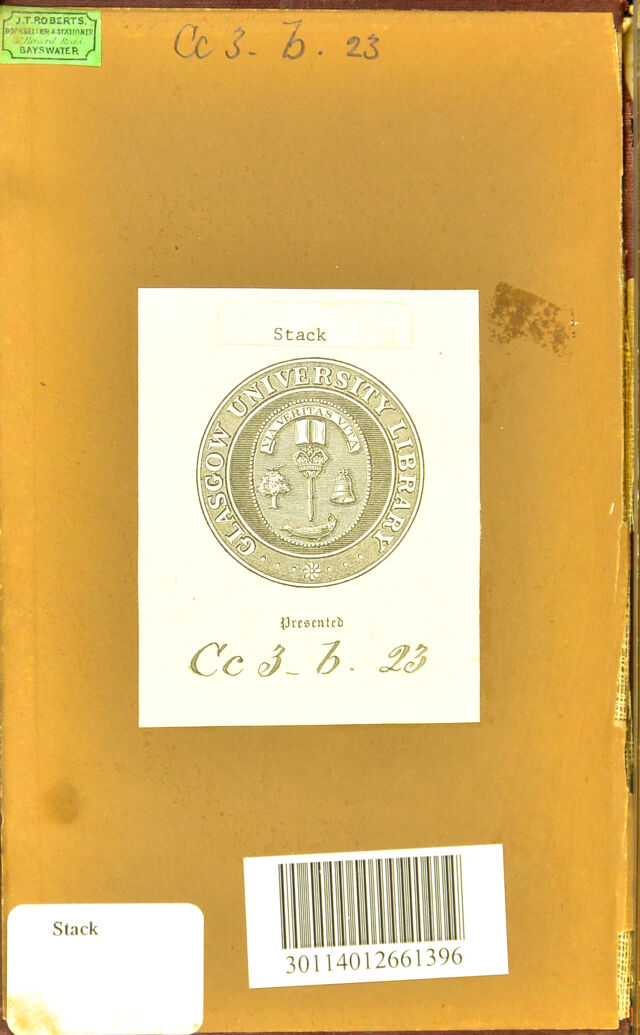 J.T. ROBERTS.
BOOKSELLER & STATIONER
BAYSWATER
Cc 3 - b. 23
Stack
GLASGOW UNIVERSITY LIBRARY
VIA VERITAS VITA
Presented
Cc 3 - b. 23
Stack
30114012661396